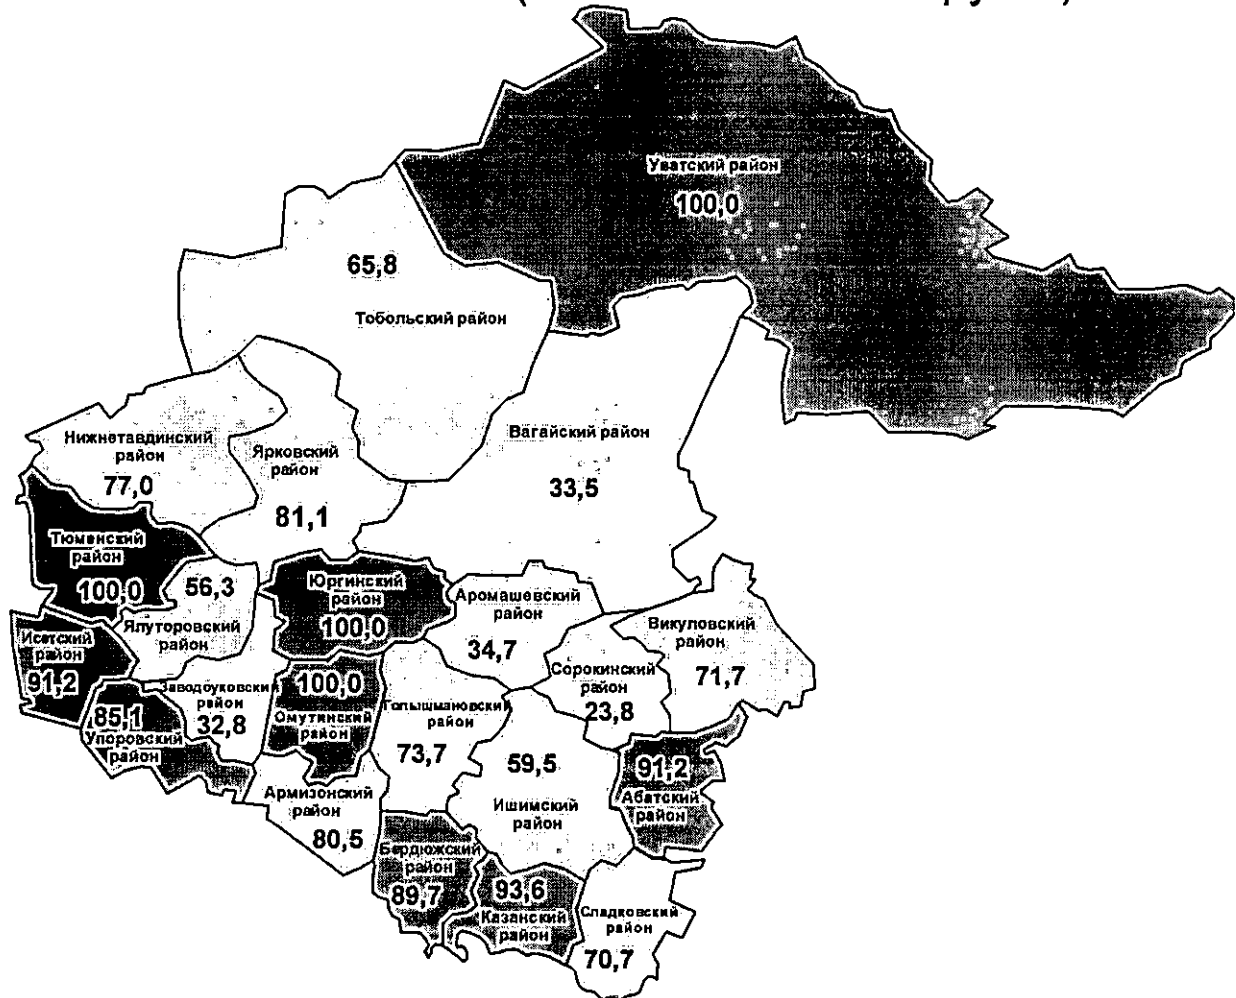 Уватский район
100,0
65,8
Тобольский район
Вагайский район
33,5
Нижнетавдинский
район
77,0
Ярковский
район
81,1
Тюменский
район
100,0
56,3
Ялуторовский
район
Юргинский
район
100,0
Аромашевский
район
34,7
Викуловский
район
71,7
Исетский
район
91,2
Сорокинский
район
23,8
Заводоуковский
район
32,8
100,0
Омутинский
район
Голышмановский
район
73,7
85,1
Упоровский
район
59,5
Ишимский
район
91,2
Абатский
район
Армизонский
район
80,5
Бердюжский
район
89,7
93,6
Казанский
район
Сладковский
район
70,7